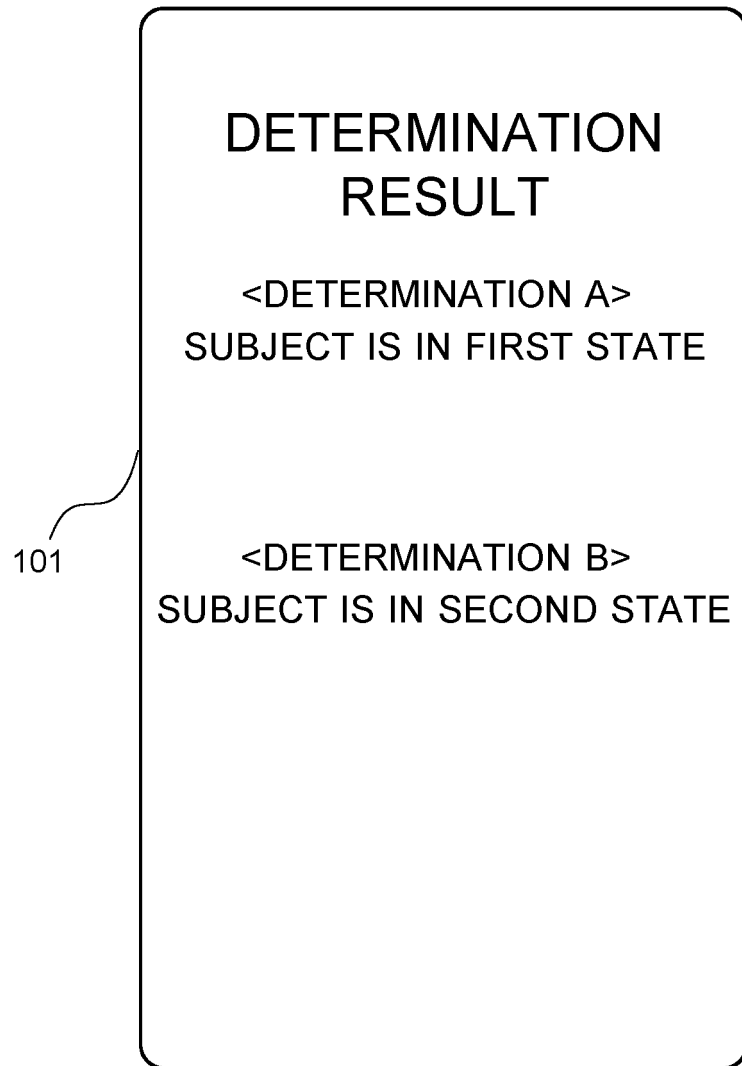 DETERMINATION
RESULT
<DETERMINATION A>
SUBJECT IS IN FIRST STATE
101
<DETERMINATION B>
SUBJECT IS IN SECOND STATE